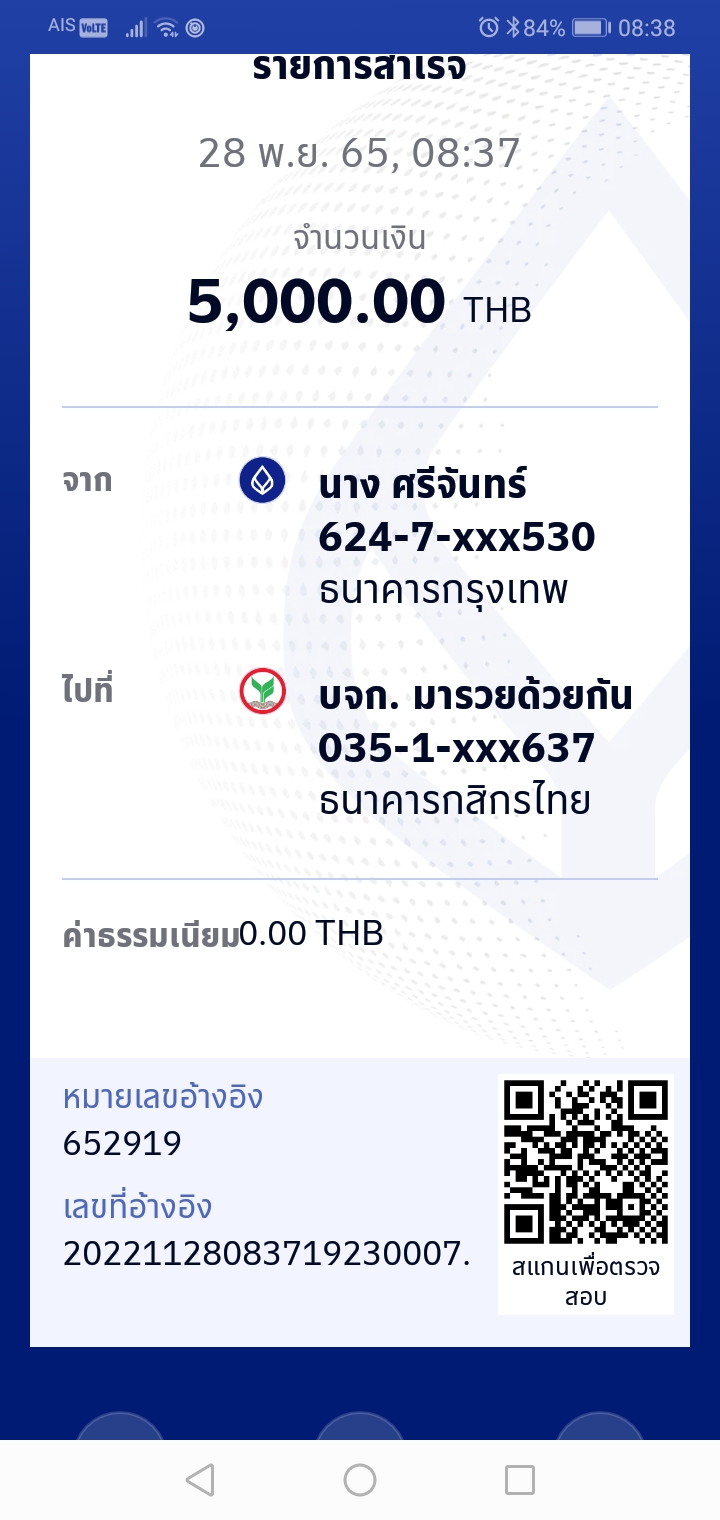 AIS VoLTE 84% 08:38
รายการสำเร็จ
28 พ.ย. 65, 08:37
จำนวนเงิน
5,000.00 THB
จาก
นาง ศรีจันทร์
624-7-xxx530
ธนาคารกรุงเทพ
ไปที่
บจก. มารวยด้วยกัน
035-1-xxx637
ธนาคารกสิกรไทย
ค่าธรรมเนียม0.00 THB
หมายเลขอ้างอิง
652919
เลขที่อ้างอิง
20221128083719230007.
สแกนเพื่อตรวจ
สอบ